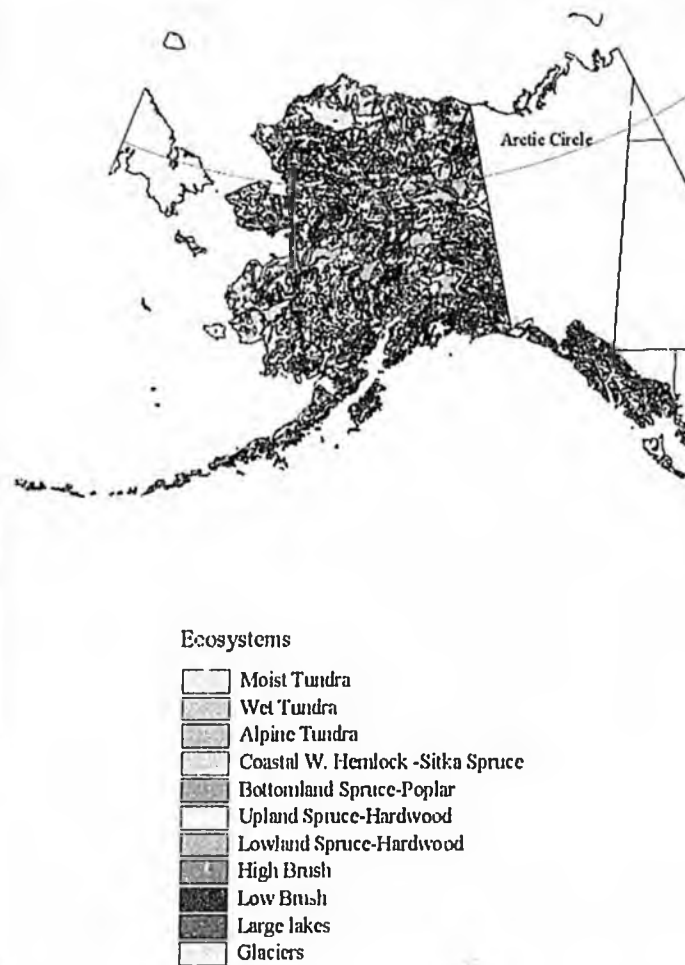 Arctic Circle
Ecosystems
Moist Tundra
Wet Tundra
Alpine Tundra
Coastal W. Hemlock -Sitka Spruce
Bottomland Spruce-Poplar
Upland Spruce-Hardwood
Lowland Spruce-Hardwood
High Brush
Low Brush
Large lakes
Glaciers